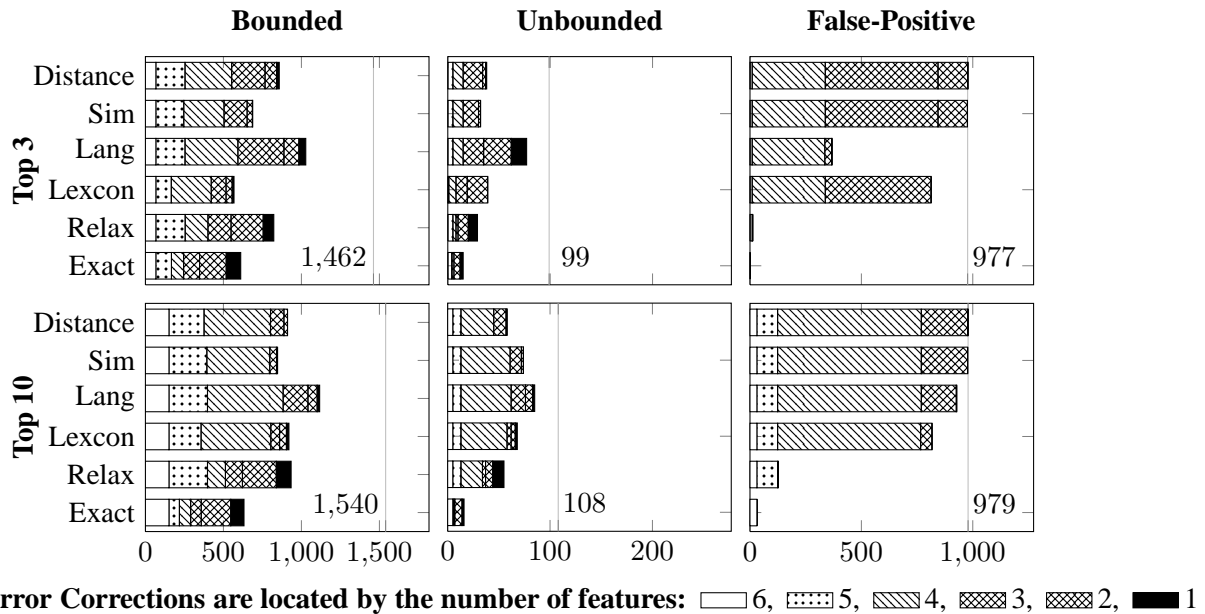 Bounded Unbounded False-Positive
Top 3
Distance
Sim
Lang
Lexcon
Relax
Exact
1,462 99 977
Top 10
Distance
Sim
Lang
Lexcon
Relax
Exact
1,540 108 979
0 500 1,000 1,500 0 100 200 0 500 1,000
rror Corrections are located by the number of features: 6, 5, 4, 3, 2, 1